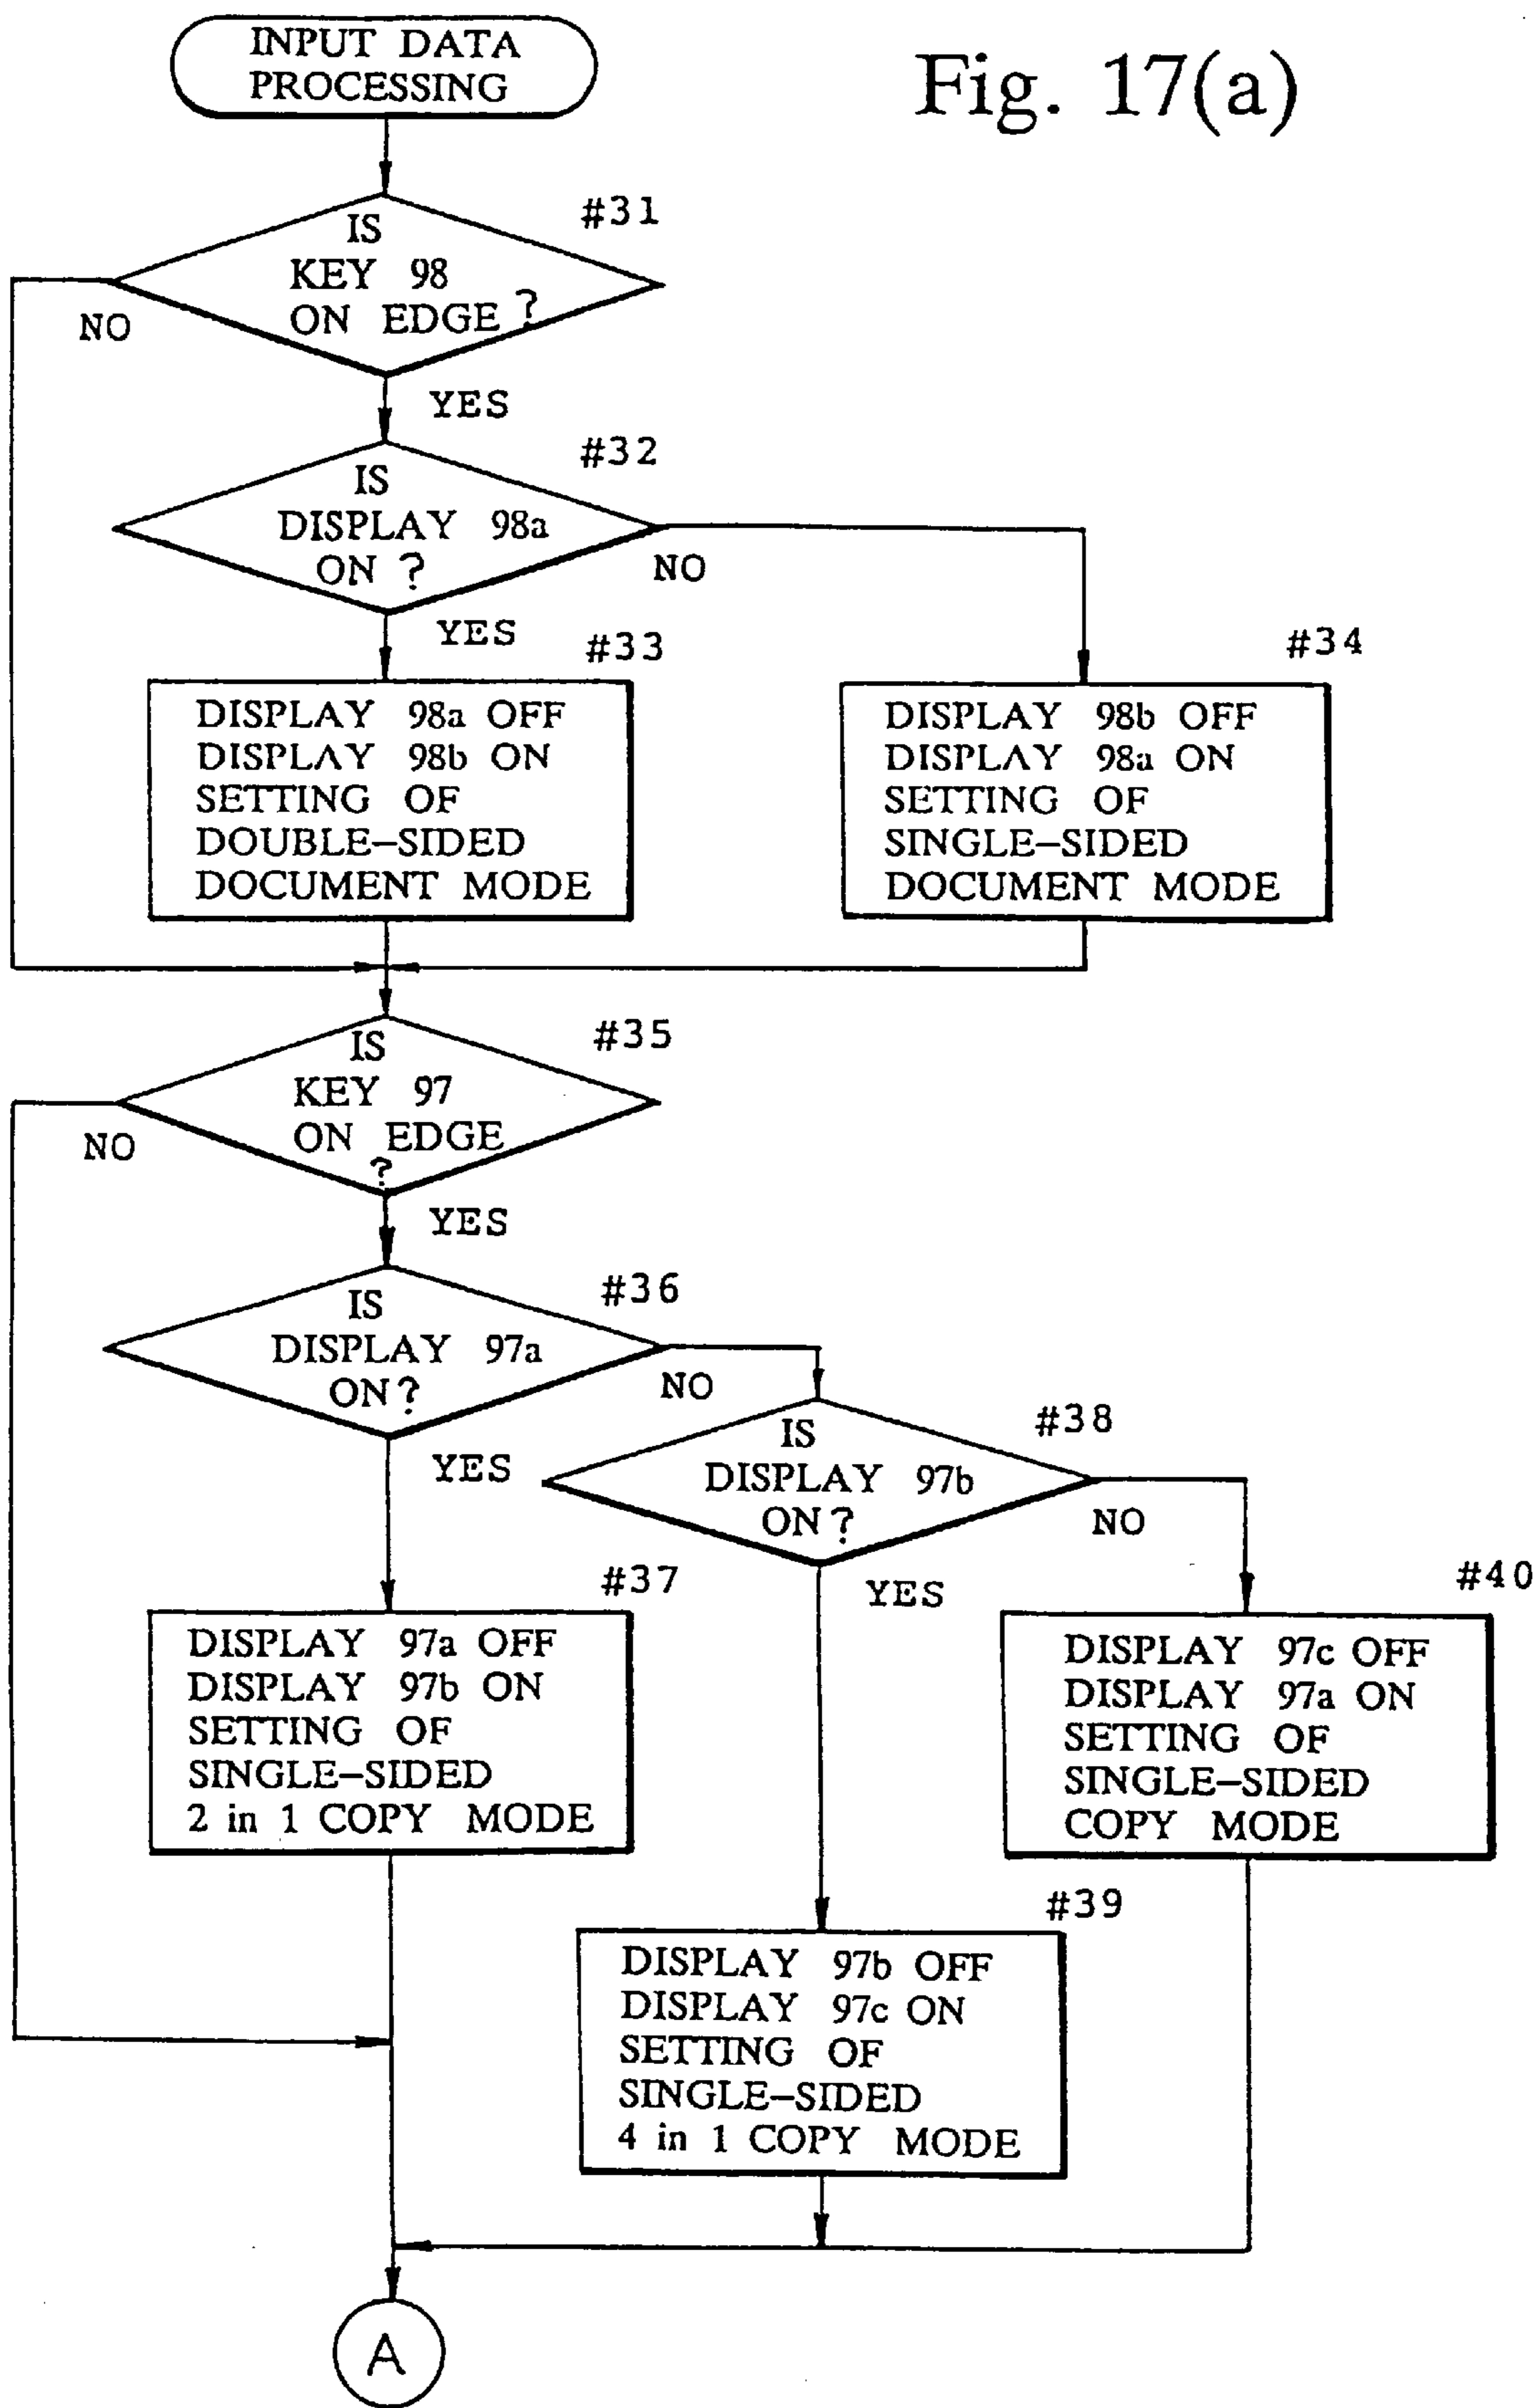 INPUT DATA
PROCESSING
Fig. 17(a)
#31
IS
KEY 98
ON EDGE ?
NO
YES
#32
IS
DISPLAY 98a
ON ?
NO
YES
#33
DISPLAY 98a OFF
DISPLAY 98b ON
SETTING OF
DOUBLE-SIDED
DOCUMENT MODE
#34
DISPLAY 98b OFF
DISPLAY 98a ON
SETTING OF
SINGLE-SIDED
DOCUMENT MODE
#35
IS
KEY 97
ON EDGE
?
NO
YES
#36
IS
DISPLAY 97a
ON ?
NO
YES
#38
IS
DISPLAY 97b
ON ?
NO
YES
#37
DISPLAY 97a OFF
DISPLAY 97b ON
SETTING OF
SINGLE-SIDED
2 in 1 COPY MODE
#40
DISPLAY 97c OFF
DISPLAY 97a ON
SETTING OF
SINGLE-SIDED
COPY MODE
#39
DISPLAY 97b OFF
DISPLAY 97c ON
SETTING OF
SINGLE-SIDED
4 in 1 COPY MODE
A